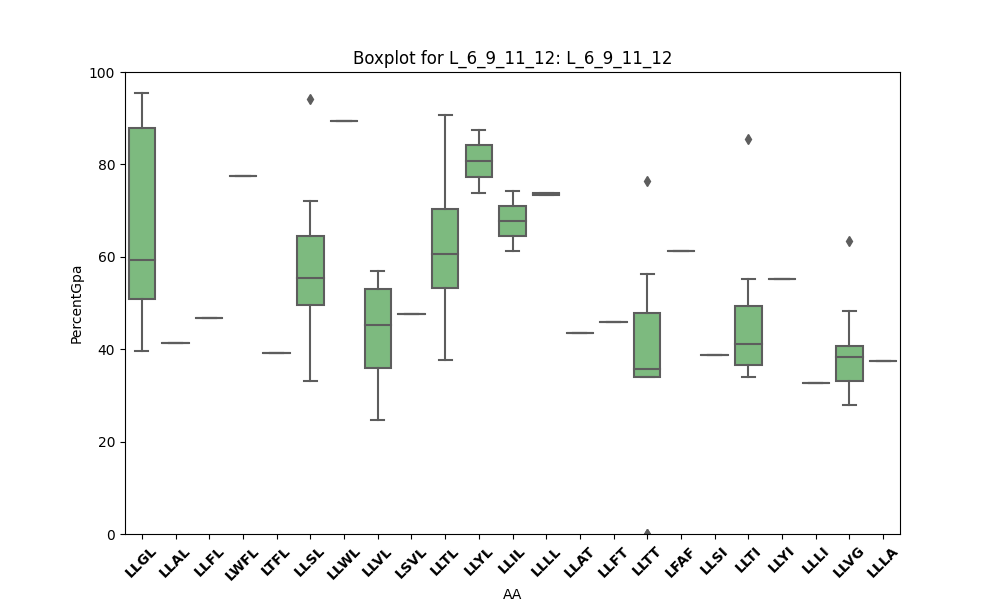 Boxplot for L_6_9_11_12: L_6_9_11_12
100
80
60
40
20
0
PercentGpa
LLGL
LLAL
LLFL
LWFL
LTFL
LLSL
LLWL
LLVL
LSVL
LLTL
LLYL
LLIL
LLLL
LLAT
LLFT
LLTT
LFAF
LLSI
LLTI
LLYI
LLLI
LLVG
LLLA
AA